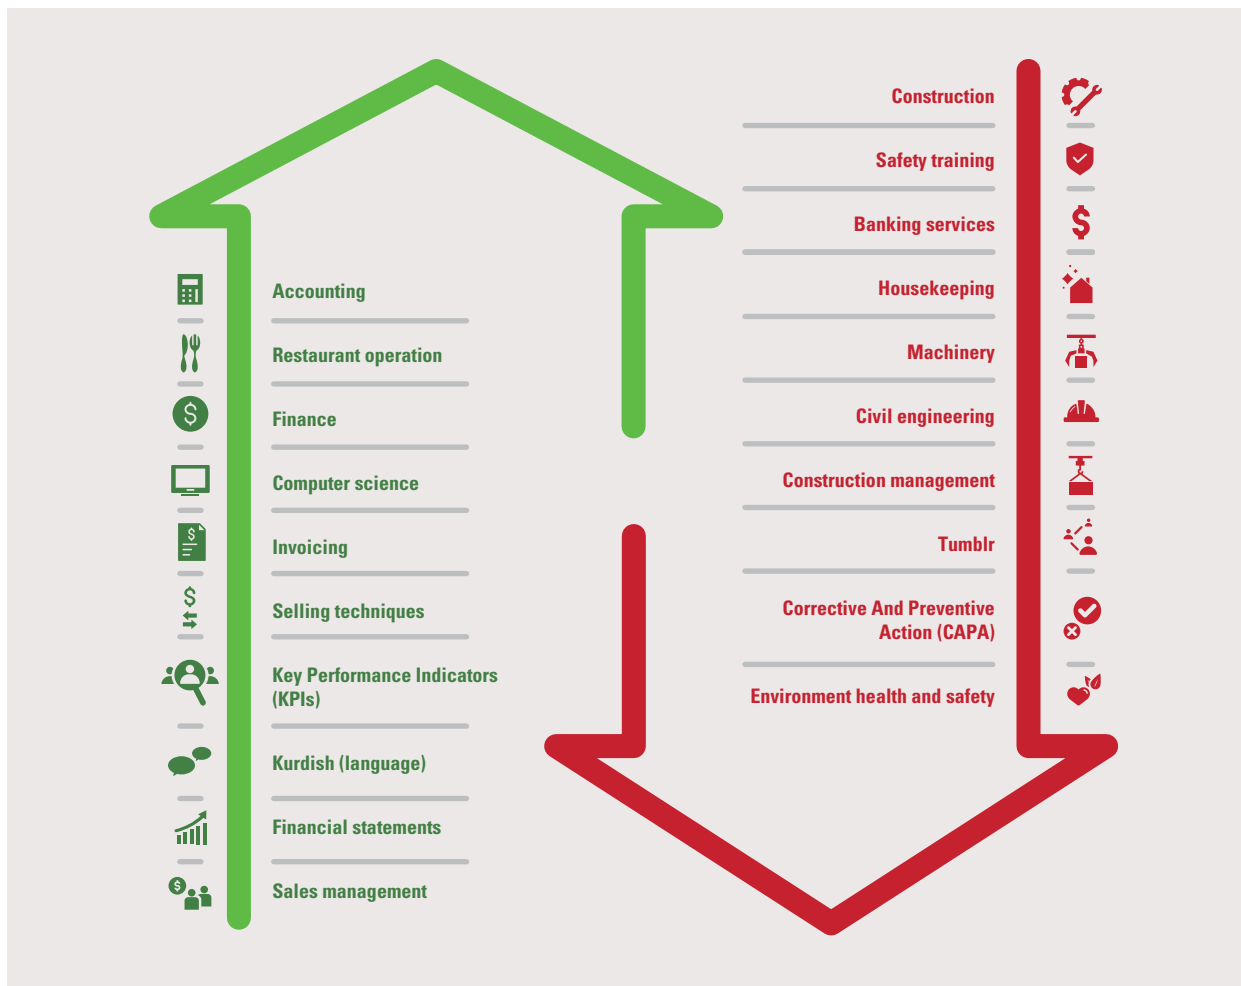 Accounting
Restaurant operation
Finance
Computer science
Invoicing
Selling techniques
Key Performance Indicators
(KPIs)
Kurdish (language)
Financial statements
Sales management
Construction
Safety training
Banking services
Housekeeping
Machinery
Civil engineering
Construction management
Tumblr
Corrective And Preventive
Action (CAPA)
Environment health and safety